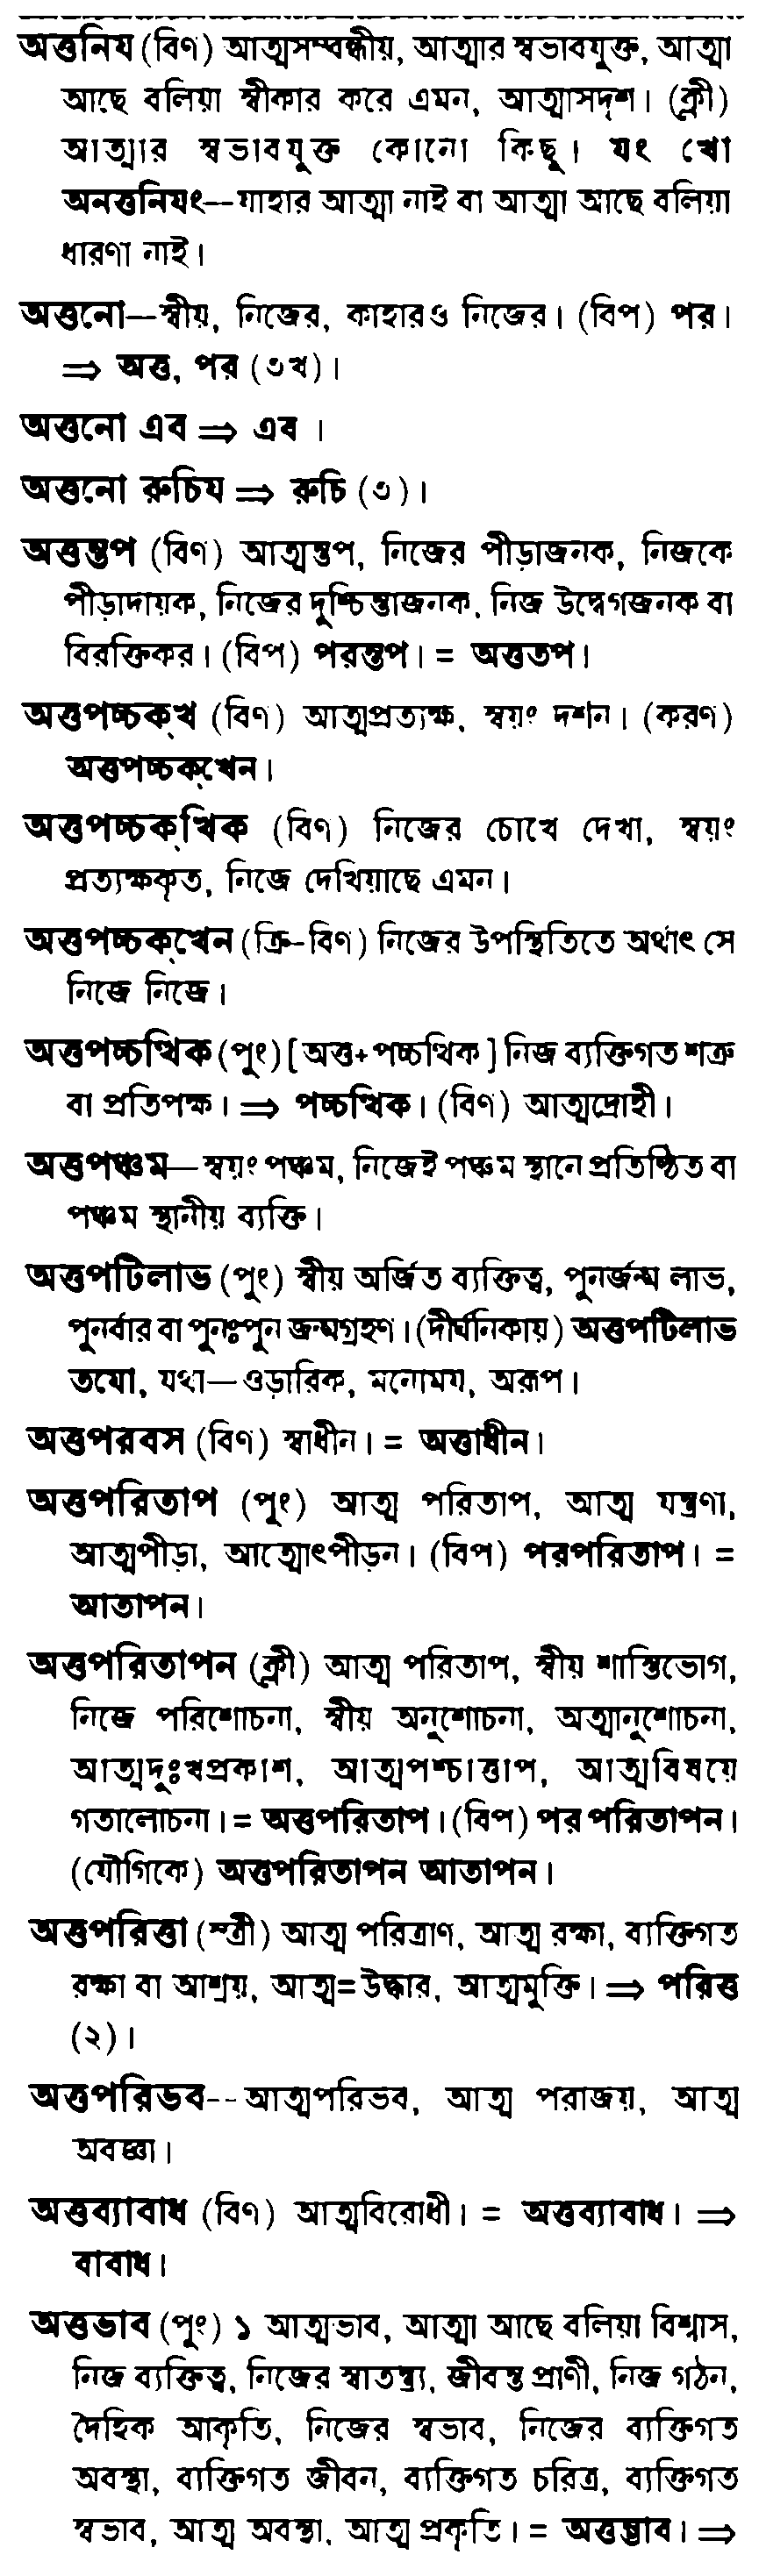 অত্তনিয (বিণ) আত্মসম্বন্ধীয়, আত্মার স্বভাবযুক্ত, আত্মা
আছে বলিয়া স্বীকার করে এমন, আত্মাসদৃশ। (ক্লী)
আত্মার স্বভাবযুক্ত কোনো কিছু। যং খো
অনত্তনিযং--যাহার আত্মা নাই বা আত্মা আছে বলিয়া
ধারণা নাই।
অত্তনো—স্বীয়, নিজের, কাহারও নিজের। (বিপ) পর।
⇒ অত্ত, পর (৩খ)।
অত্তনো এব ⇒ এব ।
অত্তনো রুচিয ⇒ রুচি (৩)।
অত্তন্তপ (বিণ) আত্মন্তপ, নিজের পীড়াজনক, নিজকে
পীড়াদায়ক, নিজের দুশ্চিন্তাজনক, নিজ উদ্বেগজনক বা
বিরক্তিকর। (বিপ) পরন্তপ। = অত্ততপ।
অত্তপচ্চক্খ (বিণ) আত্মপ্রত্যক্ষ, স্বয়ং দর্শন। (করণ)
অত্তপচ্চক্খেন।
অত্তপচ্চক্খিক (বিণ) নিজের চোখে দেখা, স্বয়ং
প্রত্যক্ষকৃত, নিজে দেখিয়াছে এমন।
অত্তপচ্চক্খেন (ক্রি-বিণ) নিজের উপস্থিতিতে অর্থাৎ সে
নিজে নিজে।
অত্তপচ্চত্থিক (পুং) [ অত্ত+পচ্চত্থিক ] নিজ ব্যক্তিগত শত্রু
বা প্রতিপক্ষ। ⇒ পচ্চত্থিক। (বিণ) আত্মদ্রোহী।
অত্তপঞ্চম—স্বয়ং পঞ্চম, নিজেই পঞ্চম স্থানে প্রতিষ্ঠিত বা
পঞ্চম স্থানীয় ব্যক্তি।
অত্তপটিলাভ (পুং) স্বীয় অর্জিত ব্যক্তিত্ব, পুনর্জন্ম লাভ,
পুনর্বার বা পুনঃপুন জন্মগ্রহণ। (দীর্ঘনিকায়) অত্তপটিলাভ
তযো, যথা—ওড়ারিক, মনোময, অরূপ।
অত্তপরবস (বিণ) স্বাধীন। = অত্তাধীন।
অত্তপরিতাপ (পুং) আত্ম পরিতাপ, আত্ম যন্ত্রণা,
আত্মপীড়া, আত্মোৎপীড়ন। (বিপ) পরপরিতাপ। =
আতাপন।
অত্তপরিতাপন (ক্লী) আত্ম পরিতাপ, স্বীয় শাস্তিভোগ,
নিজে পরিশোচনা, স্বীয় অনুশোচনা, অত্মানুশোচনা,
আত্মদুঃখপ্রকাশ, আত্মপশ্চাত্তাপ, আত্মবিষয়ে
গতালোচনা। = অত্তপরিতাপ। (বিপ) পর পরিতাপন।
(যৌগিকে) অত্তপরিতাপন আতাপন।
অত্তপরিত্তা (স্ত্রী) আত্ম পরিত্রাণ, আত্ম রক্ষা, ব্যক্তিগত
রক্ষা বা আশ্রয়, আত্ম=উদ্ধার, আত্মমুক্তি। ⇒ পরিত্ত
(২)।
অত্তপরিভব--আত্মপরিভব, আত্ম পরাজয়, আত্ম
অবজ্ঞা।
অত্তব্যাবাধ (বিণ) আত্মবিরোধী। = অত্তব্যাবাধ। ⇒
বাবাধ।
অত্তভাব (পুং) ১ আত্মভাব, আত্মা আছে বলিয়া বিশ্বাস,
নিজ ব্যক্তিত্ব, নিজের স্বাতন্ত্র্য, জীবন্ত প্রাণী, নিজ গঠন,
দৈহিক আকৃতি, নিজের স্বভাব, নিজের ব্যক্তিগত
অবস্থা, ব্যক্তিগত জীবন, ব্যক্তিগত চরিত্র, ব্যক্তিগত
স্বভাব, আত্ম অবস্থা, আত্ম প্রকৃতি। = অত্তম্ভাব। ⇒